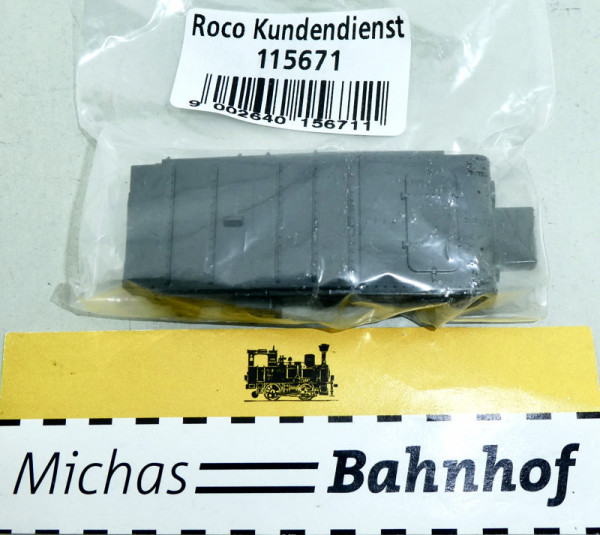 Roco Kundendienst
115671
9 002640 156711
Michas Bahnhof